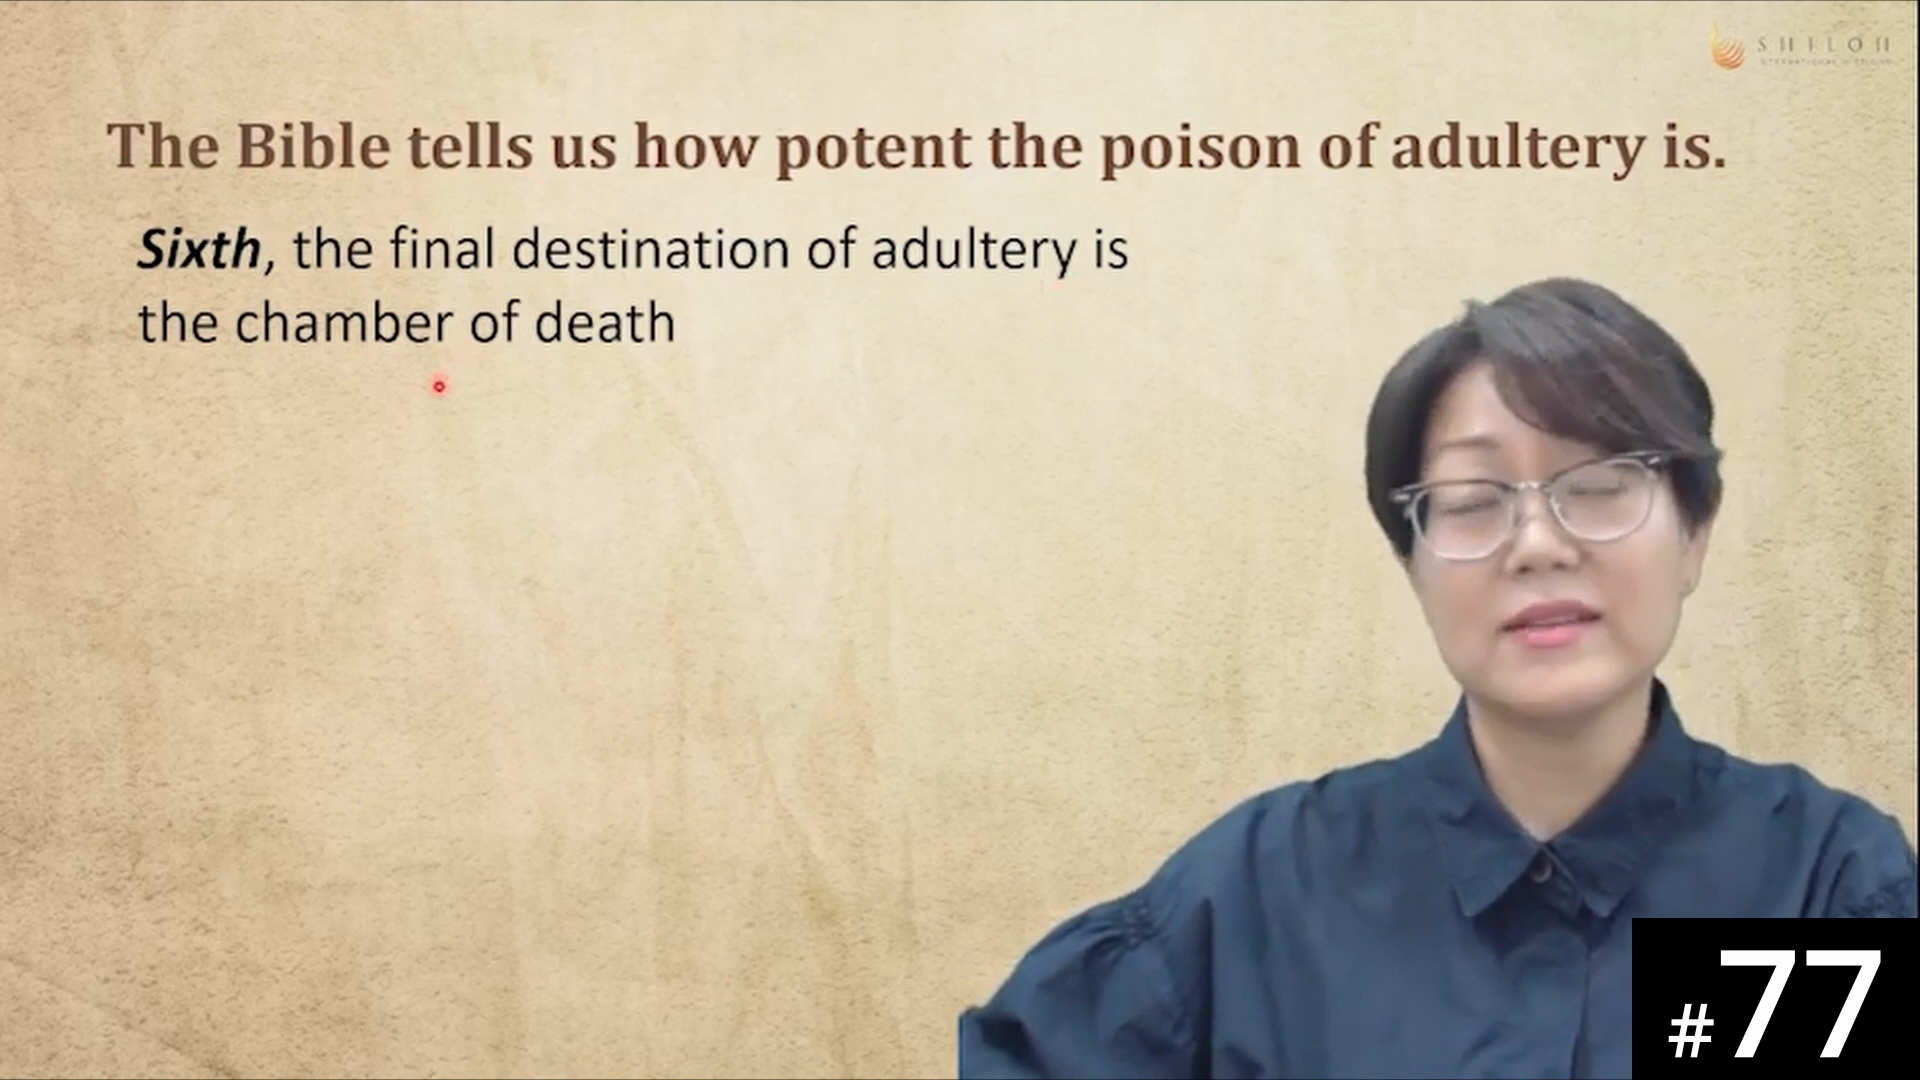 SHILOH
The Bible tells us how potent the poison of adultery is.
Sixth, the final destination of adultery is
the chamber of death
#77